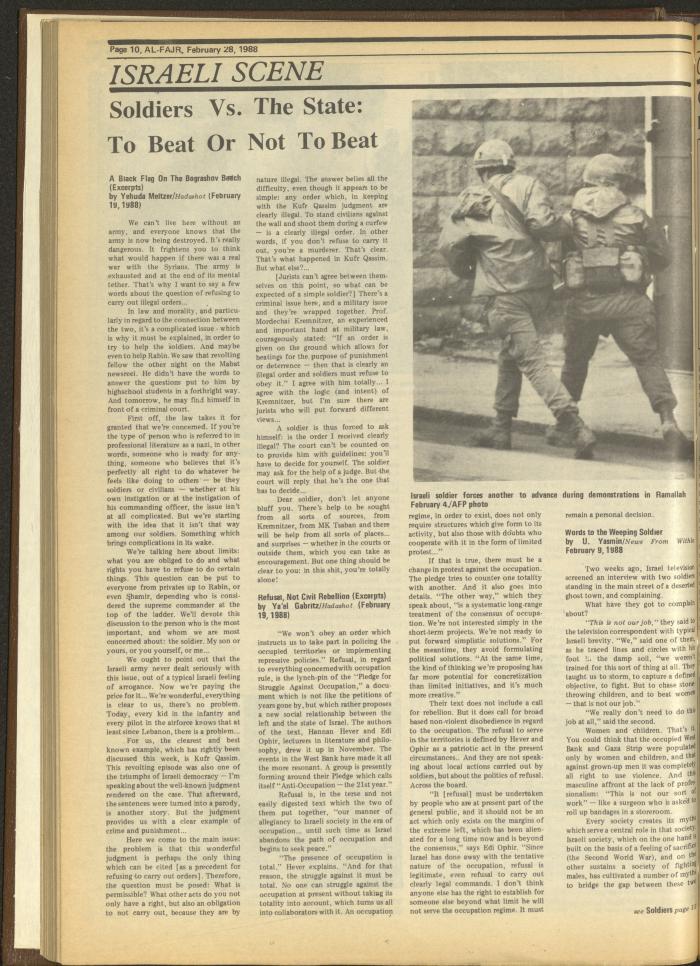 Page 10, AL-FAJR, February 28, 1988
ISRAELI SCENE
Soldiers Vs. The State:
To Beat Or Not To Beat
A Black Flag On The Bograshov Beach
(Excerpts)
by Yehuda Meltzer/Hadashot (February
19, 1988)
We can't live here without an
army, and everyone knows that the
army is now being destroyed. It's really
dangerous. It frightens you to think
what would happen if there was a real
war with the Syrians. The army is
exhausted and at the end of its mental
tether. That's why I want to say a few
words about the question of refusing to
carry out illegal orders...
In law and morality, and particu-
larly in regard to the connection between
the two, it's a complicated issue - which
is why it must be explained, in order to
try to help the soldiers. And maybe
even to help Rabin. We saw that revolting
fellow the other night on the Mabat
newsreel. He didn't have the words to
answer the questions put to him by
highschool students in a forthright way.
And tomorrow, he may find himself in
front of a criminal court.
First off, the law takes it for
granted that we're concerned. If you're
the type of person who is referred to in
professional literature as a nazi, in other
words, someone who is ready for any-
thing, someone who believes that it's
perfectly all right to do whatever he
feels like doing to others — be they
soldiers or civilians — whether at his
own instigation or at the instigation of
his commanding officer, the issue isn't
at all complicated. But we're starting
with the idea that it isn't that way
among our soldiers. Something which
brings complications in its wake.
We're talking here about limits:
what you are obliged to do and what
rights you have to refuse to do certain
things. This question can be put to
everyone from privates up to Rabin, or
even Shamir, depending who is consi-
dered the supreme commander at the
top of the ladder. We'll devote this
discussion to the person who is the most
important, and whom we are most
concerned about: the soldier. My son or
yours, or you yourself, or me...
We ought to point out that the
Israeli army never dealt seriously with
this issue, out of a typical Israeli feeling
of arrogance. Now we're paying the
price for it... We're wonderful, everything
is clear to us, there's no problem.
Today, every kid in the infantry and
every pilot in the airforce knows that at
least since Lebanon, there is a problem...
For us, the clearest and best
known example, which has rightly been
discussed this week, is Kufr Qasim.
This revolting episode was also one of
the triumphs of Israeli democracy — I'm
speaking about the well-known judgment
rendered on the case. That afterward,
the sentences were turned into a parody,
is another story. But the judgment
provides us with a clear example of
crime and punishment...
Here we come to the main issue:
the problem is that this wonderful
judgment is perhaps the only thing
which can be cited [as a precedent for
refusing to carry out orders]. Therefore,
the question must be posed: What is
permissible? What other acts do you not
only have a right, but also an obligation
to not carry out, because they are by
nature illegal. The answer belies all the
difficulty, even though it appears to be
simple: any order which, in keeping
with the Kufr Qassim judgment are
clearly illegal. To stand civilians against
the wall and shoot them during a curfew
— is a clearly illegal order. In other
words, if you don't refuse to carry it
out, you're a murderer. That's clear.
That's what happened in Kufr Qassim.
But what else?...
[Jurists can't agree between them-
selves on this point, so what can be
expected of a simple soldier?] There's a
criminal issue here, and a military issue
and they're wrapped together. Prof.
Mordechai Kremnitzer, an experienced
and important hand at military law,
courageously stated: "If an order is
given on the ground which allows for
beatings for the purpose of punishment
or deterrence — then that is clearly an
illegal order and soldiers must refuse to
obey it." I agree with him totally... I
agree with the logic (and intent) of
Kremnitzer, but I'm sure there are
jurists who will put forward different
views...
A soldier is thus forced to ask
himself: is the order I received clearly
illegal? The court can't be counted on
to provide him with guidelines; you'll
have to decide for yourself. The soldier
may ask for the help of a judge. But the
court will reply that he's the one that
has to decide...
Dear soldier, don't let anyone
bluff you. There's help to be sought
from all sorts of sources, from
Kremnitzer, from MK Tsaban and there
will be help from all sorts of places...
and surprises — whether in the courts or
outside them, which you can take as
encouragement. But one thing should be
clear to you: in this shit, you're totally
alone!
Refusal, Not Civil Rebellion (Excerpts)
by Ya'el Gabritz/Hadashot (February
19, 1988)
"We won't obey an order which
instructs us to take part in policing the
occupied territories or implementing
repressive policies." Refusal, in regard
to everything concerned with occupation
rule, is the lynch-pin of the "Pledge for
Struggle Against Occupation," a docu-
ment which is not like the petitions of
years gone by, but which rather proposes
a new social relationship between the
left and the state of Israel. The authors
of the text, Hannan Hever and Edi
Ophir, lecturers in literature and philo-
sophy, drew it up in November. The
events in the West Bank have made it all
the more resonant. A group is presently
forming around their Pledge which calls
itself "Anti-Occupation — the 21st year."
Refusal is, in the terse and not
easily digested text which the two of
them put together, "our manner of
allegiancy to Israeli society in the era of
occupation... until such time as Israel
abandons the path of occupation and
begins to seek peace."
"The presence of occupation is
total," Hever explains. "And for that
reason, the struggle against it must be
total. No one can struggle against the
occupation at present without taking its
totality into account, which turns us all
into collaborators with it. An occupation
Israeli soldier forces another to advance during demonstrations in Ramallah
February 4./AFP photo
regime, in order to exist, does not only
require structures which give form to its
activity, but also those with doubts who
cooperate with it in the form of limited
protest..."
If that is true, there must be a
change in protest against the occupation.
The pledge tries to counter one totality
with another. And it also goes into
details. "The other way," which they
speak about, "is a systematic long-range
treatment of the consensus of occupa-
tion. We're not interested simply in the
short-term projects. We're not ready to
put forward simplistic solutions." For
the meantime, they avoid formulating
political solutions. "At the same time,
the kind of thinking we're proposing has
far more potential for concretization
than limited initiatives, and it's much
more creative."
Their text does not include a call
for rebellion. But it does call for broad
based non-violent disobedience in regard
to the occupation. The refusal to serve
in the territories is defined by Hever and
Ophir as a patriotic act in the present
circumstances.. And they are not speak-
ing about local actions carried out by
soldiers, but about the politics of refusal.
Across the board.
"It [refusal] must be undertaken
by people who are at present part of the
general public, and it should not be an
act which only exists on the margins of
the extreme left, which has been alien-
ated for a long time now and is beyond
the consensus," says Edi Ophir. "Since
Israel has done away with the tentative
nature of the occupation, refusal is
legitimate, even refusal to carry out
clearly legal commands. I don't think
anyone else has the right to establish for
someone else beyond what limit he will
not serve the occupation regime. It must
remain a personal decision.
Words to the Weeping Soldier
by U. Yasmin/News From Within
February 9, 1988
Two weeks ago, Israel television
screened an interview with two soldiers
standing in the main street of a deserted
ghost town, and complaining.
What have they got to complain
about?
"This is not our job," they said to
the television correspondent with typical
Israeli brevity. "We," said one of them,
as he traced lines and circles with his
foot in the damp soil, "we weren't
trained for this sort of thing at all. They
taught us to storm, to capture a defined
objective, to fight. But to chase stone
throwing children, and to beat women
— that is not our job."
"We really don't need to do this
job at all," said the second.
Women and children. That's it.
You could think that the occupied West
Bank and Gaza Strip were populated
only by women and children, and that
against grown-up men it was completely
all right to use violence. And this
masculine affront at the lack of profes-
sionalism: "This is not our sort of
work" — like a surgeon who is asked to
roll up bandages in a storeroom.
Every society creates its myths
which serve a central role in that society.
Israeli society, which on the one hand is
built on the basis of a feeling of sacrifice
(the Second World War), and on the
other sustains a society of fighting
males, has cultivated a number of myths
to bridge the gap between these two
see Soldiers page